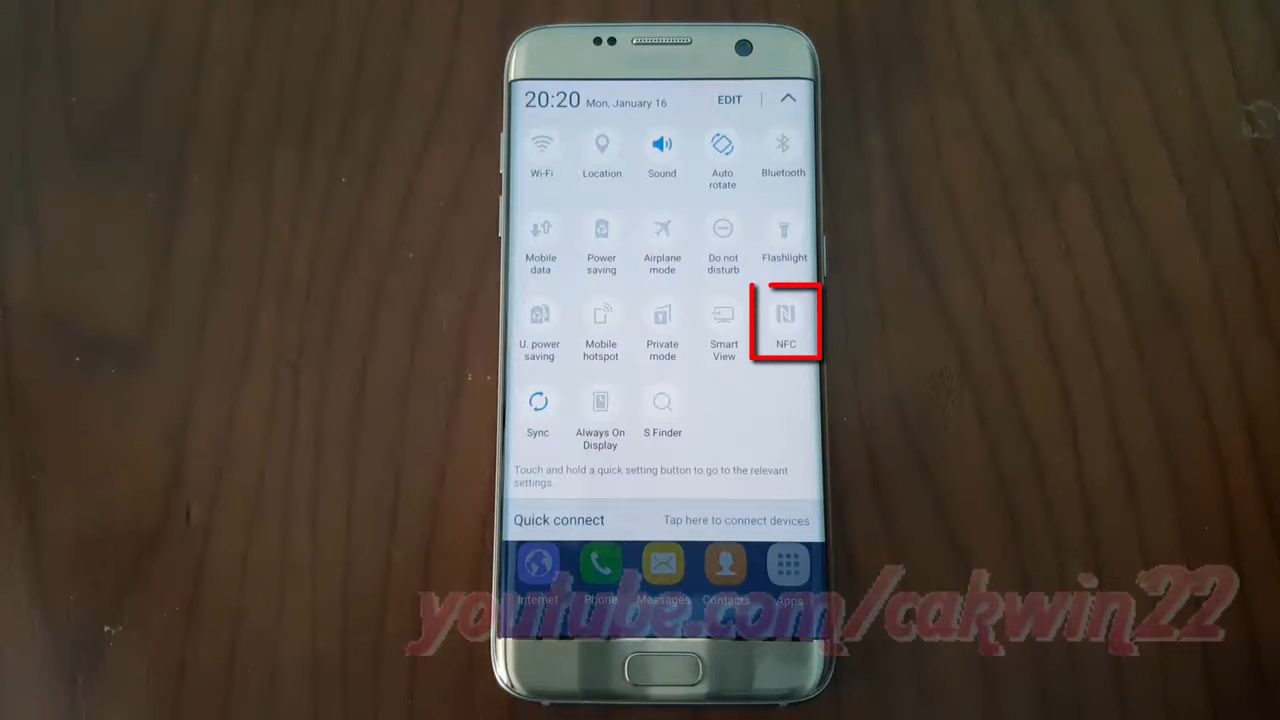 20:20 Mon, January 16 EDIT
Wi-Fi Location Sound Auto rotate Bluetooth
Mobile data Power saving Airplane mode Do not disturb Flashlight
U. power saving Mobile hotspot Private mode Smart View NFC
Sync Always On Display S Finder
Touch and hold a quick setting button to go to the relevant
settings.
Quick connect Tap here to connect devices
Internet Phone Messages Contacts Apps
youtube.com/cakwin22